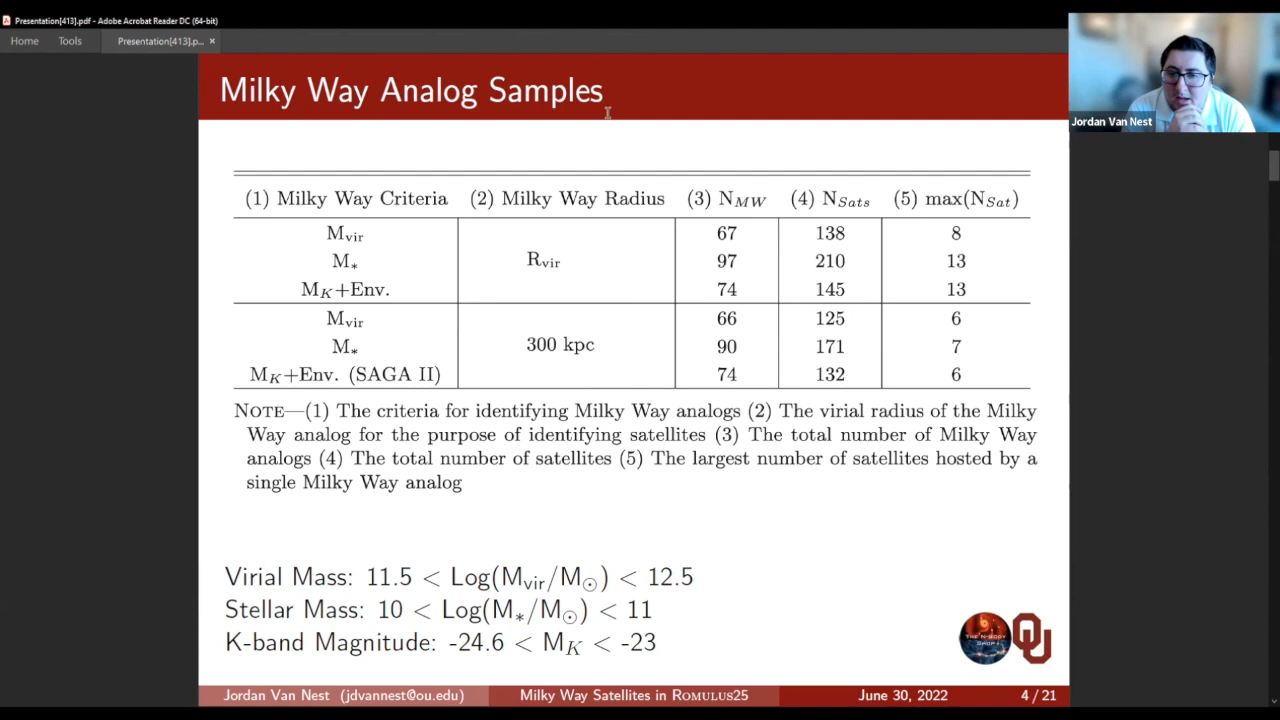 Presentation[413].pdf - Adobe Acrobat Reader DC (64-bit)
Home Tools Presentation[413].p... ×
Jordan Van Nest
Milky Way Analog Samples
(1) Milky Way Criteria (2) Milky Way Radius (3) N_MW (4) N_Sats (5) max(N_Sat)
M_vir 67 138 8
M_* R_vir 97 210 13
M_K+Env. 74 145 13
M_vir 66 125 6
M_* 300 kpc 90 171 7
M_K+Env. (SAGA II) 74 132 6
Note—(1) The criteria for identifying Milky Way analogs (2) The virial radius of the Milky
Way analog for the purpose of identifying satellites (3) The total number of Milky Way
analogs (4) The total number of satellites (5) The largest number of satellites hosted by a
single Milky Way analog
Virial Mass: 11.5 < Log(M_vir/M_⊙) < 12.5
Stellar Mass: 10 < Log(M_*/M_⊙) < 11
K-band Magnitude: -24.6 < M_K < -23
THE N-BODY
SHOP
OU
Jordan Van Nest (jdvannest@ou.edu) Milky Way Satellites in Romulus25 June 30, 2022 4 / 21